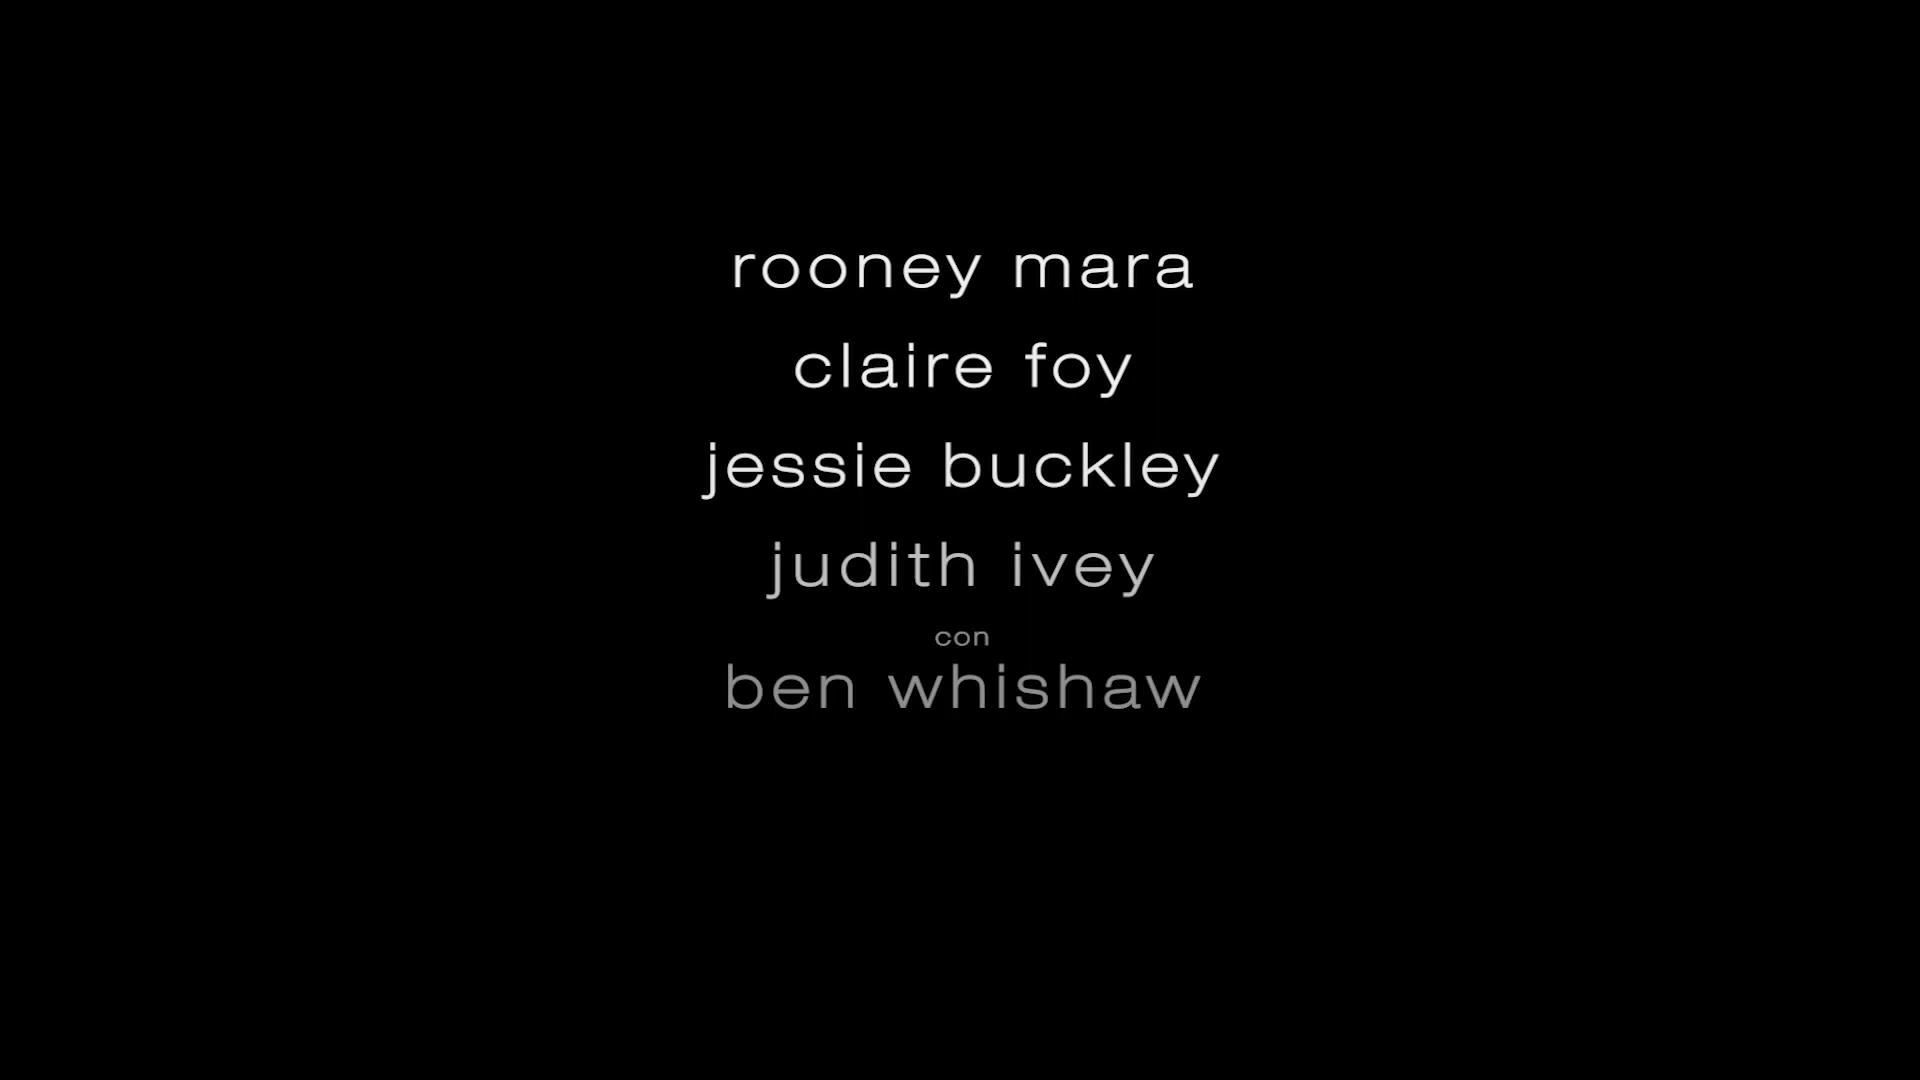 rooney mara
claire foy
jessie buckley
judith ivey
con
ben whishaw